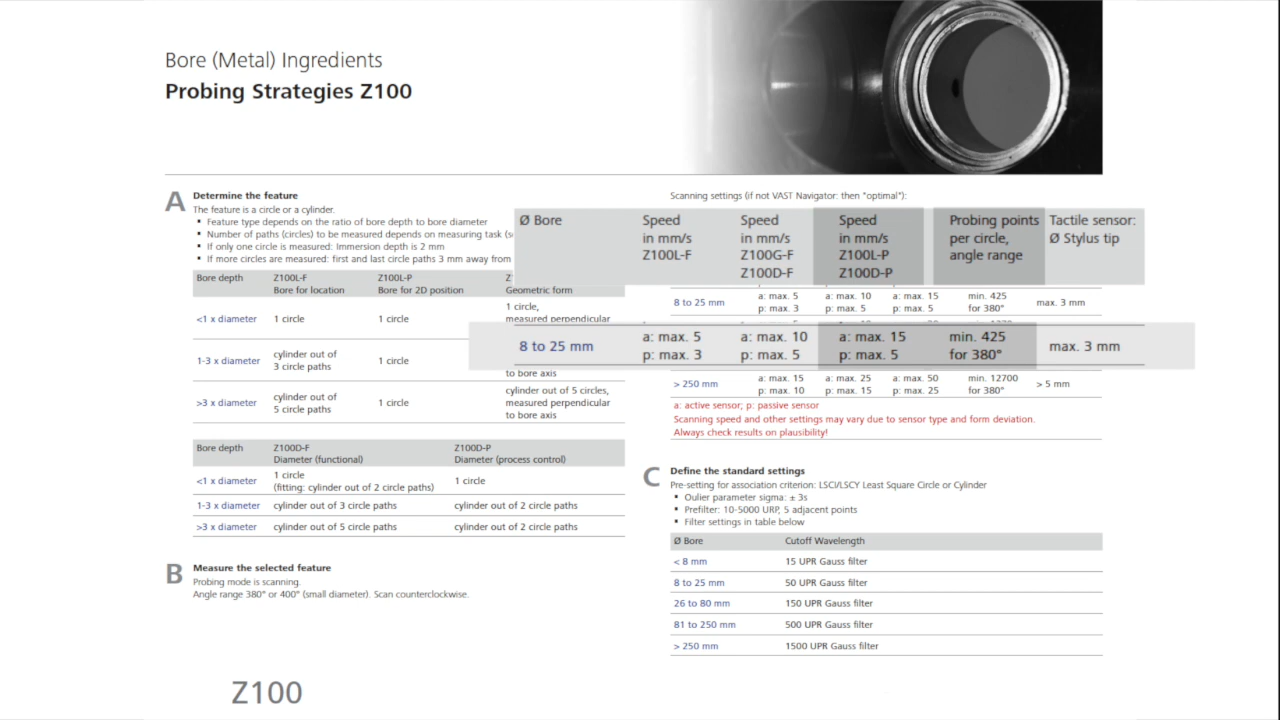 Bore (Metal) Ingredients
Probing Strategies Z100
A
Determine the feature
The feature is a circle or a cylinder.
▪ Feature type depends on the ratio of bore depth to bore diameter
▪ Number of paths (circles) to be measured depends on measuring task (s
▪ If only one circle is measured: Immersion depth is 2 mm
▪ If more circles are measured: first and last circle paths 3 mm away from
Bore depth Z100L-F Z100L-P
Bore for location Bore for 2D position Geometric form
<1 x diameter 1 circle 1 circle 1 circle,
measured perpendicular
1-3 x diameter cylinder out of 3 circle paths 1 circle
to bore axis
>3 x diameter cylinder out of 5 circle paths 1 circle cylinder out of 5 circles,
measured perpendicular
to bore axis
Bore depth Z100D-F Z100D-P
Diameter (functional) Diameter (process control)
<1 x diameter 1 circle 1 circle
(fitting: cylinder out of 2 circle paths)
1-3 x diameter cylinder out of 3 circle paths cylinder out of 2 circle paths
>3 x diameter cylinder out of 5 circle paths cylinder out of 2 circle paths
B
Measure the selected feature
Probing mode is scanning.
Angle range 380° or 400° (small diameter). Scan counterclockwise.
Scanning settings (if not VAST Navigator: then "optimal"):
Ø Bore Speed Speed Speed Probing points Tactile sensor:
in mm/s in mm/s in mm/s per circle, Ø Stylus tip
Z100L-F Z100G-F Z100L-P angle range
Z100D-F Z100D-P
8 to 25 mm a: max. 5 a: max. 10 a: max. 15 min. 425 max. 3 mm
p: max. 3 p: max. 5 p: max. 5 for 380°
8 to 25 mm a: max. 5 a: max. 10 a: max. 15 min. 425 max. 3 mm
p: max. 3 p: max. 5 p: max. 5 for 380°
> 250 mm a: max. 15 a: max. 25 a: max. 50 min. 12700 > 5 mm
p: max. 10 p: max. 15 p: max. 25 for 380°
a: active sensor; p: passive sensor
Scanning speed and other settings may vary due to sensor type and form deviation.
Always check results on plausibility!
C
Define the standard settings
Pre-setting for association criterion: LSCI/LSCY Least Square Circle or Cylinder
▪ Oulier parameter sigma: ± 3s
▪ Prefilter: 10-5000 URP, 5 adjacent points
▪ Filter settings in table below
Ø Bore Cutoff Wavelength
< 8 mm 15 UPR Gauss filter
8 to 25 mm 50 UPR Gauss filter
26 to 80 mm 150 UPR Gauss filter
81 to 250 mm 500 UPR Gauss filter
> 250 mm 1500 UPR Gauss filter
Z100